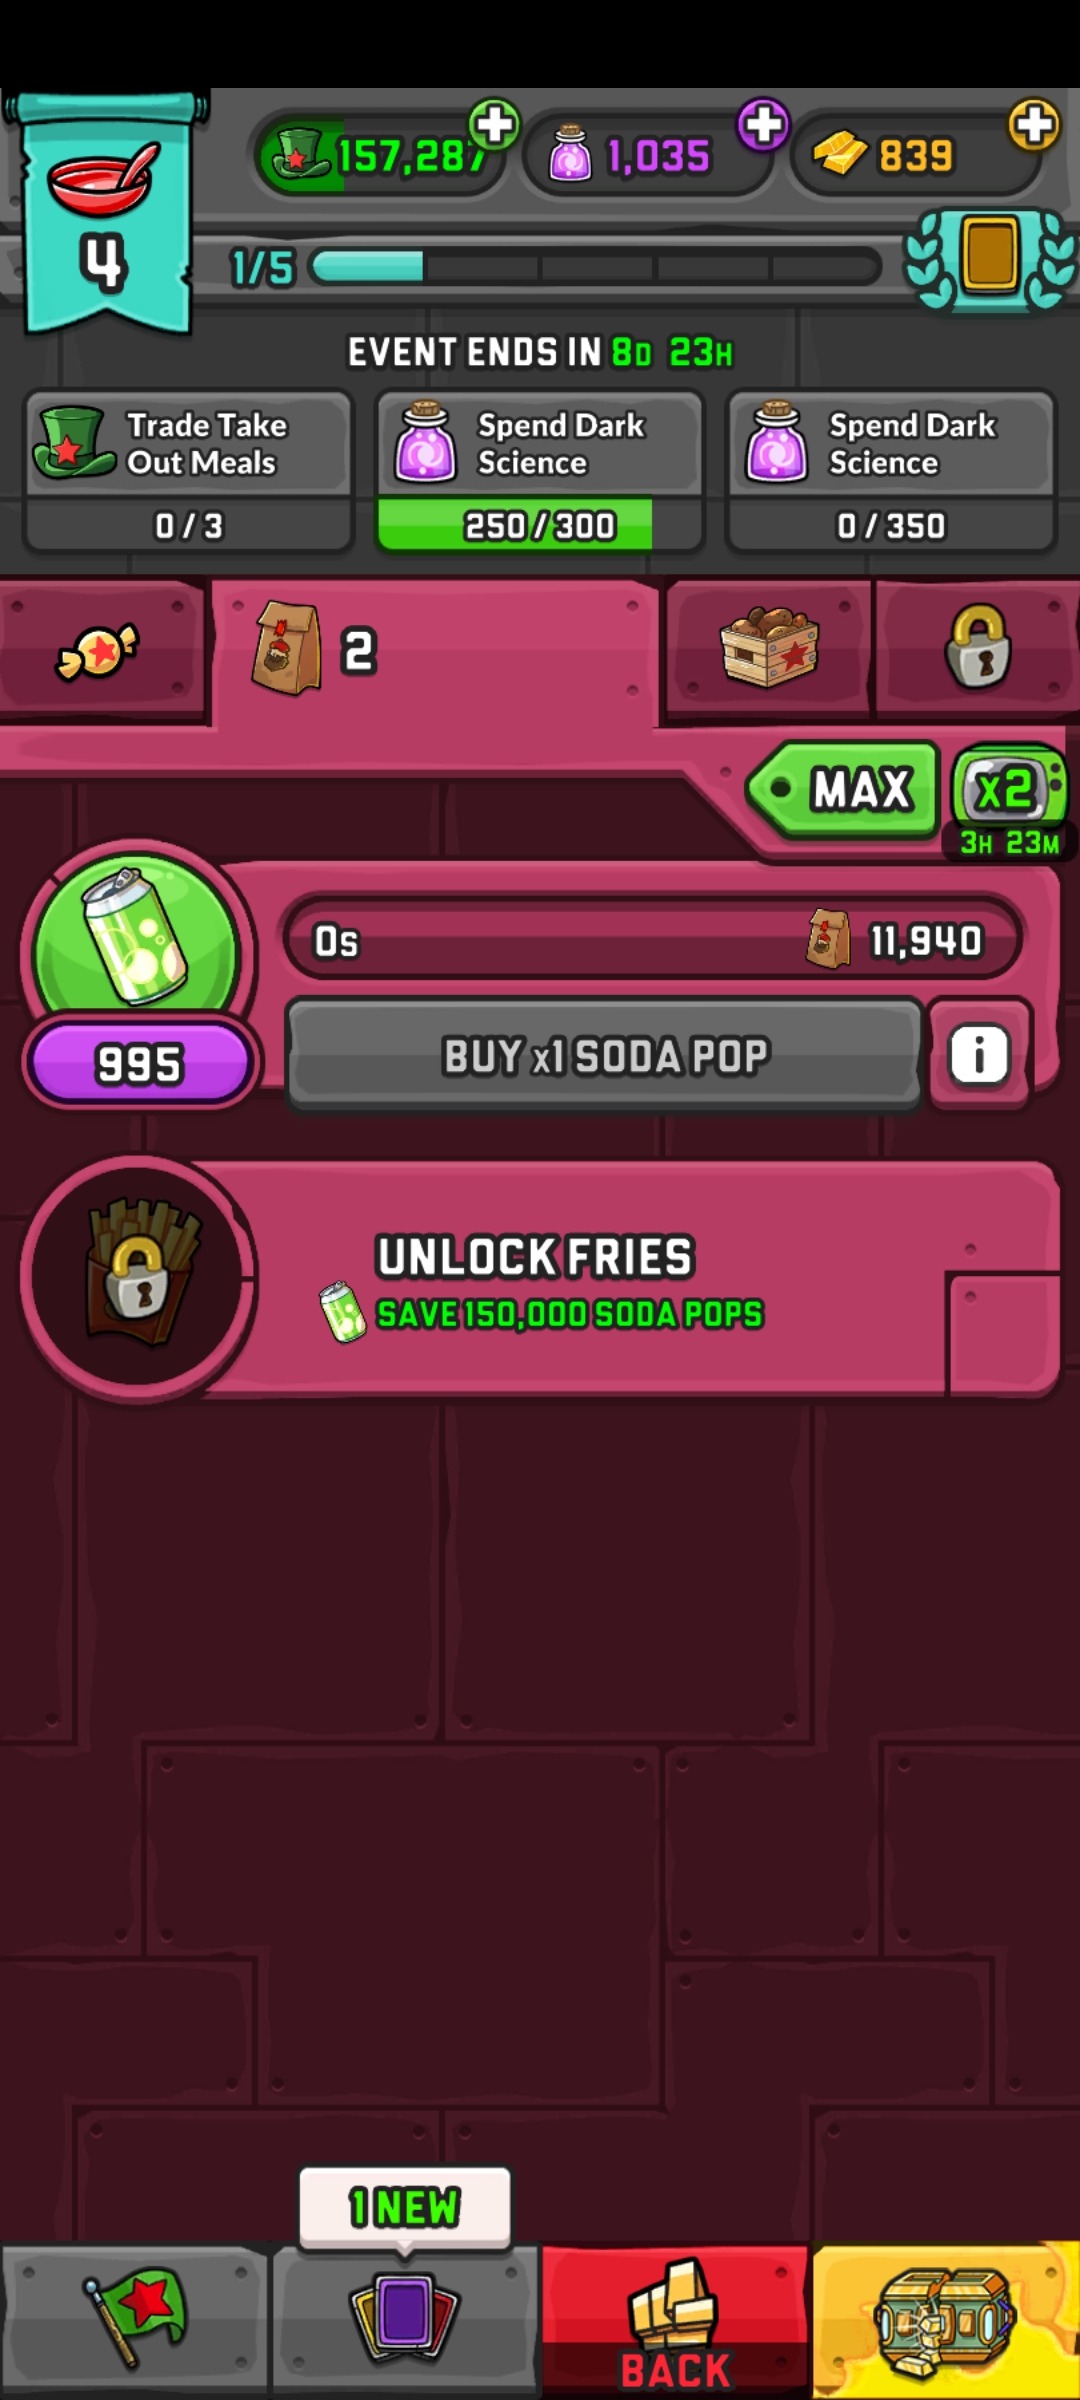 157,287
1,035
839
4
1/5
EVENT ENDS IN 8D 23H
Trade Take
Out Meals
0 / 3
Spend Dark
Science
250 / 300
Spend Dark
Science
0 / 350
2
MAX
x2
3H 23M
0s
11,940
995
BUY x1 SODA POP
i
UNLOCK FRIES
SAVE 150,000 SODA POPS
1 NEW
BACK